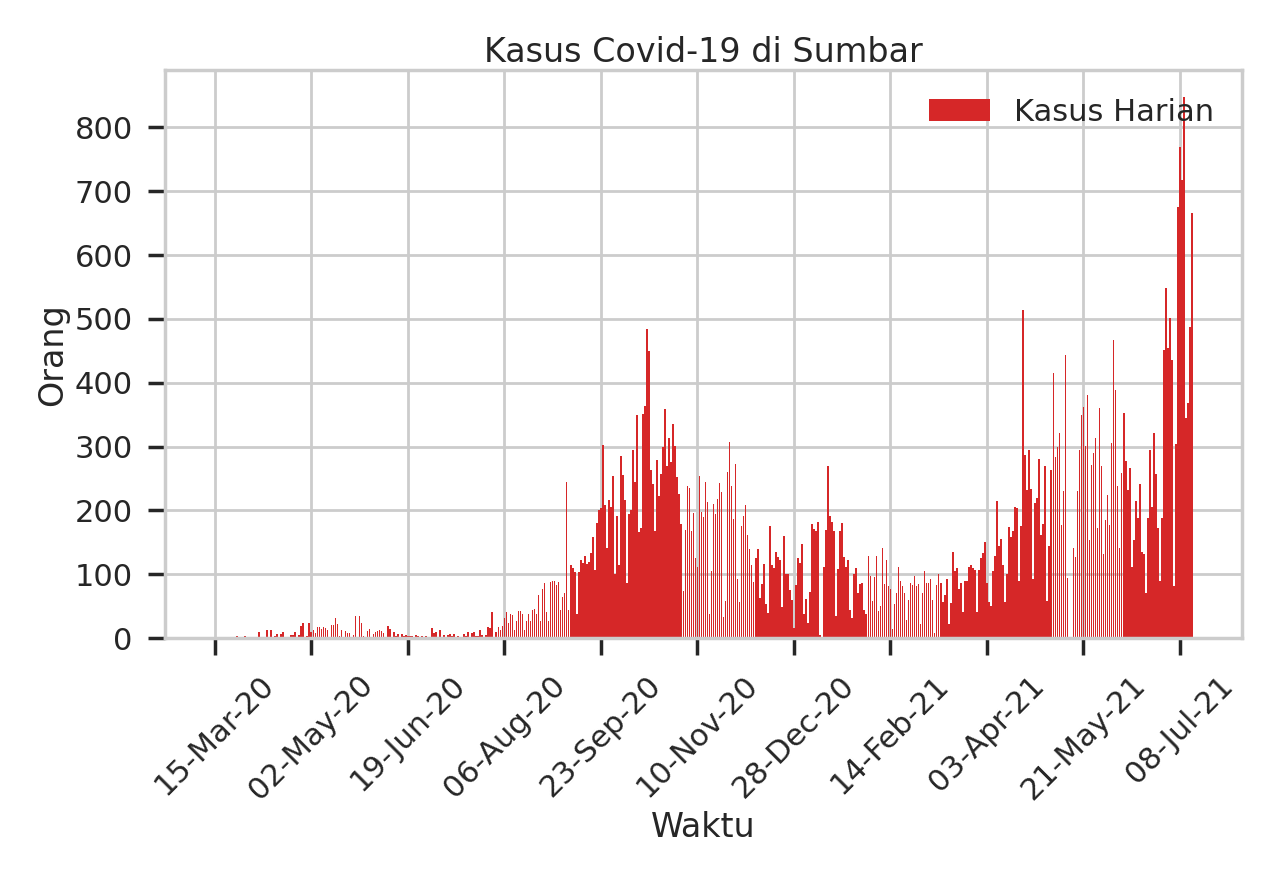 Kasus Covid-19 di Sumbar
Kasus Harian
800
700
600
500
400
300
200
100
0
Orang
15-Mar-20
02-May-20
19-Jun-20
06-Aug-20
23-Sep-20
10-Nov-20
28-Dec-20
14-Feb-21
03-Apr-21
21-May-21
08-Jul-21
Waktu